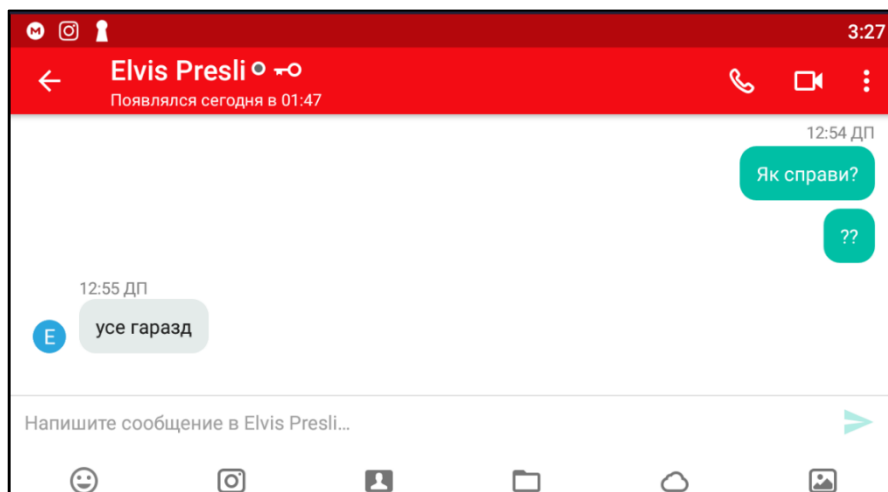 3:27
Elvis Presli
Появлялся сегодня в 01:47
12:54 ДП
Як справи?
??
12:55 ДП
E
усе гаразд
Напишите сообщение в Elvis Presli...